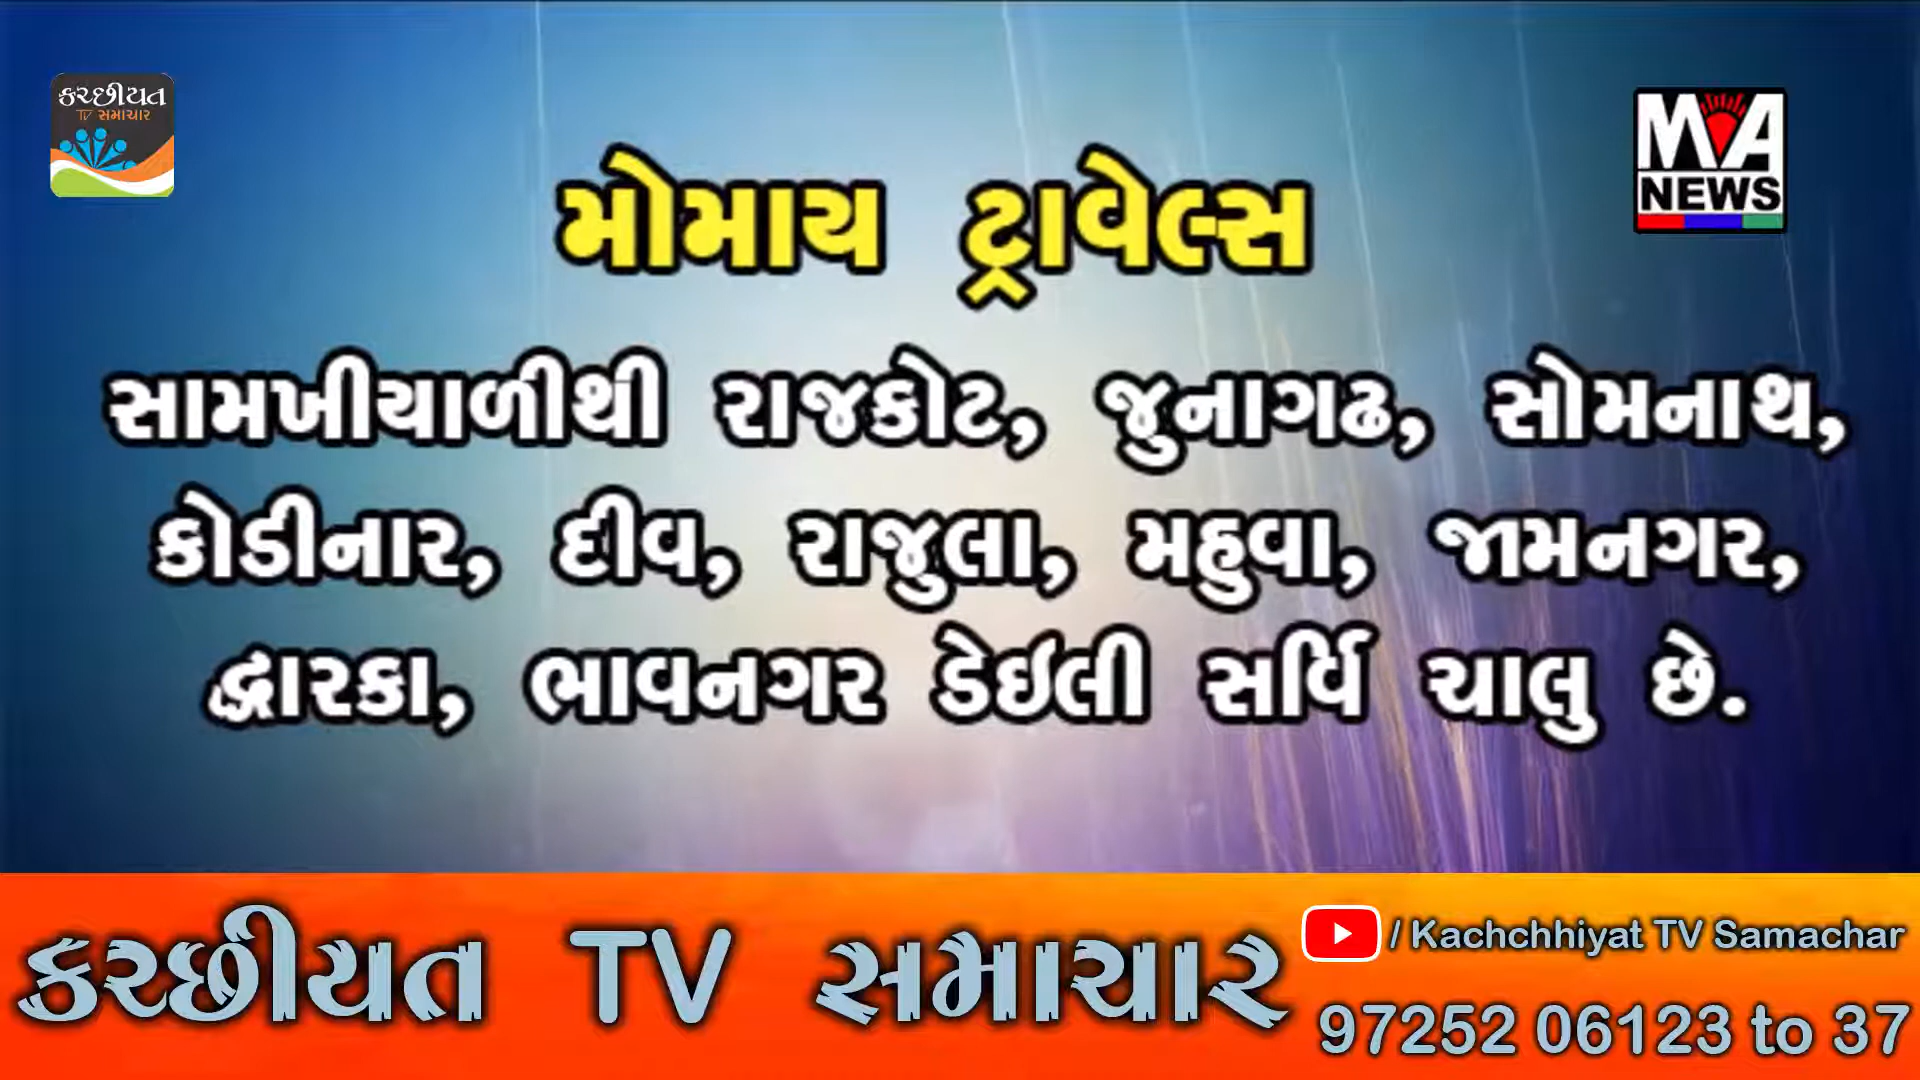 કચ્છીયત
TV સમાચાર
MA
NEWS
મોમાય ટ્રાવેલ્સ
સામખીયાળીથી રાજકોટ, જુનાગઢ, સોમનાથ,
કોડીનાર, દીવ, રાજુલા, મહુવા, જામનગર,
દ્વારકા, ભાવનગર ડેઇલી સર્વિ ચાલુ છે.
કચ્છીયત TV સમાચાર
/ Kachchhiyat TV Samachar
97252 06123 to 37